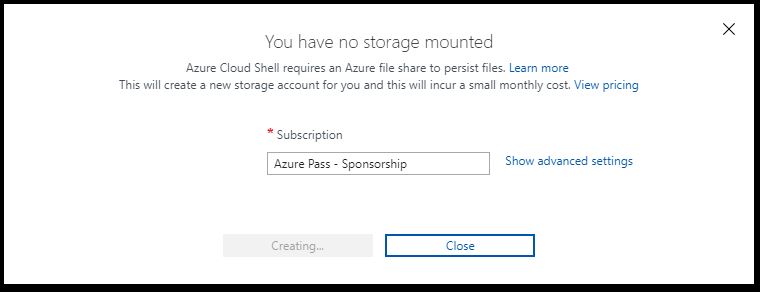 You have no storage mounted
Azure Cloud Shell requires an Azure file share to persist files. Learn more
This will create a new storage account for you and this will incur a small monthly cost. View pricing
* Subscription
Azure Pass - Sponsorship
Show advanced settings
Creating...
Close